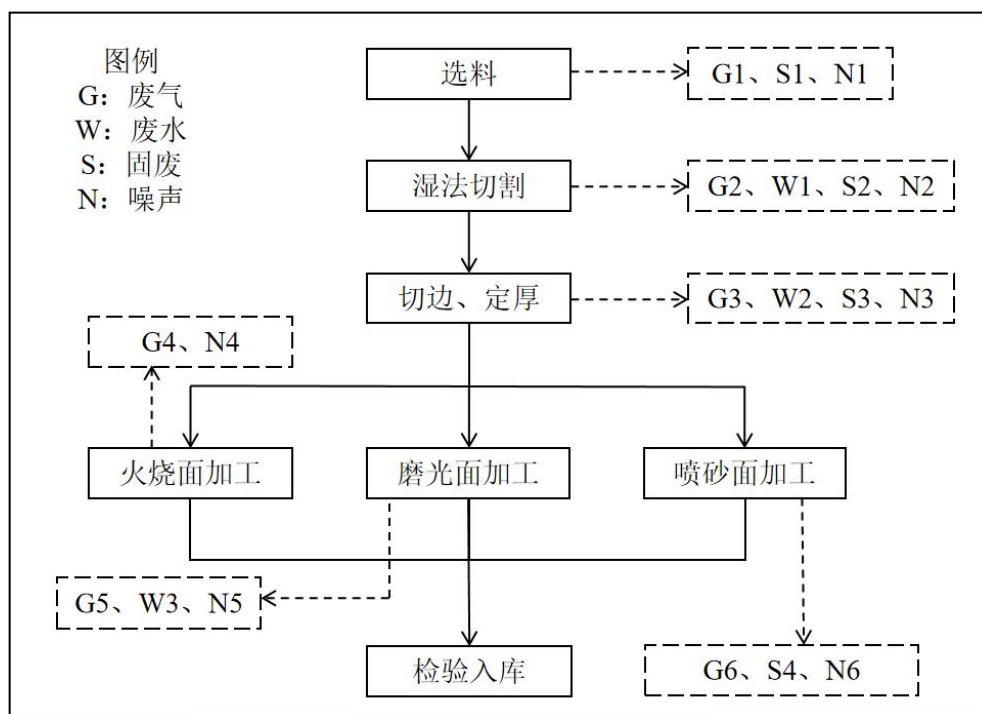 图例
G：废气
W：废水
S：固废
N：噪声
选料
G1、S1、N1
湿法切割
G2、W1、S2、N2
切边、定厚
G3、W2、S3、N3
G4、N4
火烧面加工
磨光面加工
喷砂面加工
G5、W3、N5
检验入库
G6、S4、N6